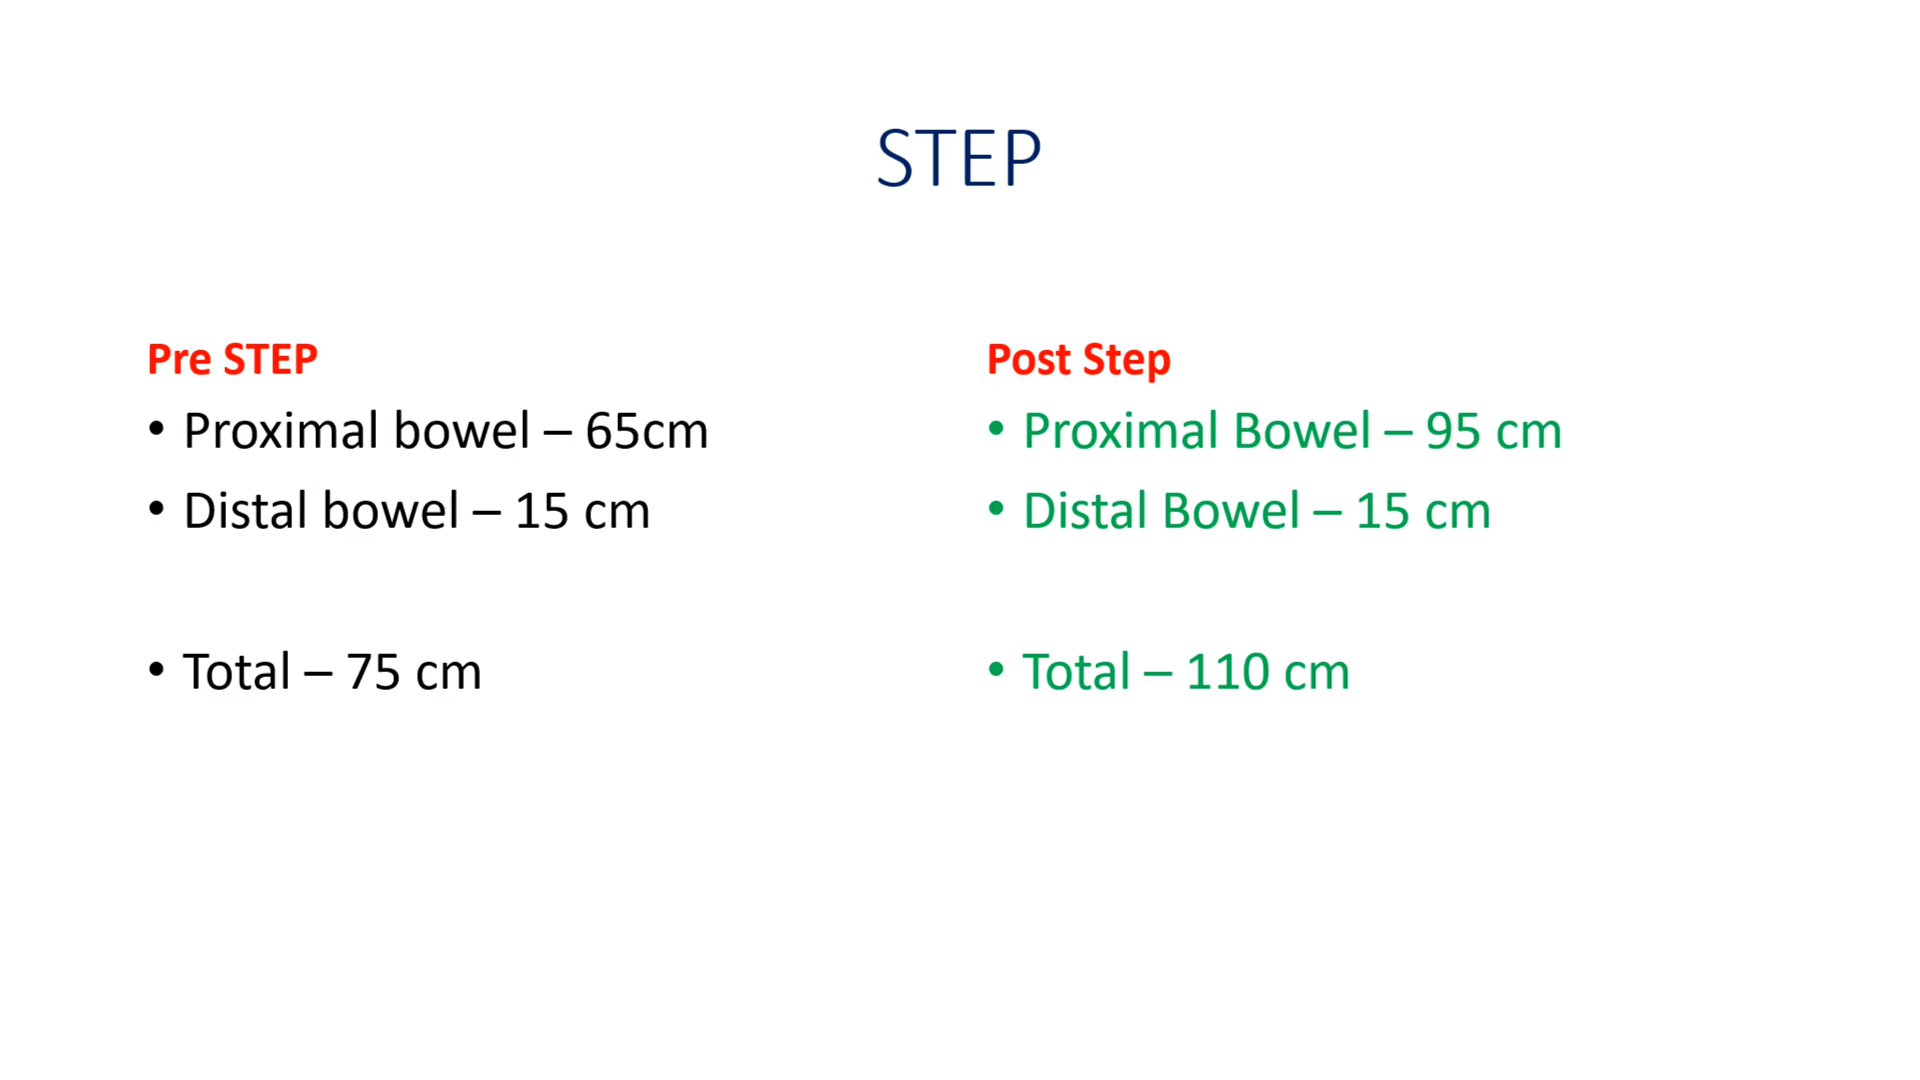 STEP
Pre STEP
• Proximal bowel – 65cm
• Distal bowel – 15 cm
• Total – 75 cm
Post Step
• Proximal Bowel – 95 cm
• Distal Bowel – 15 cm
• Total – 110 cm